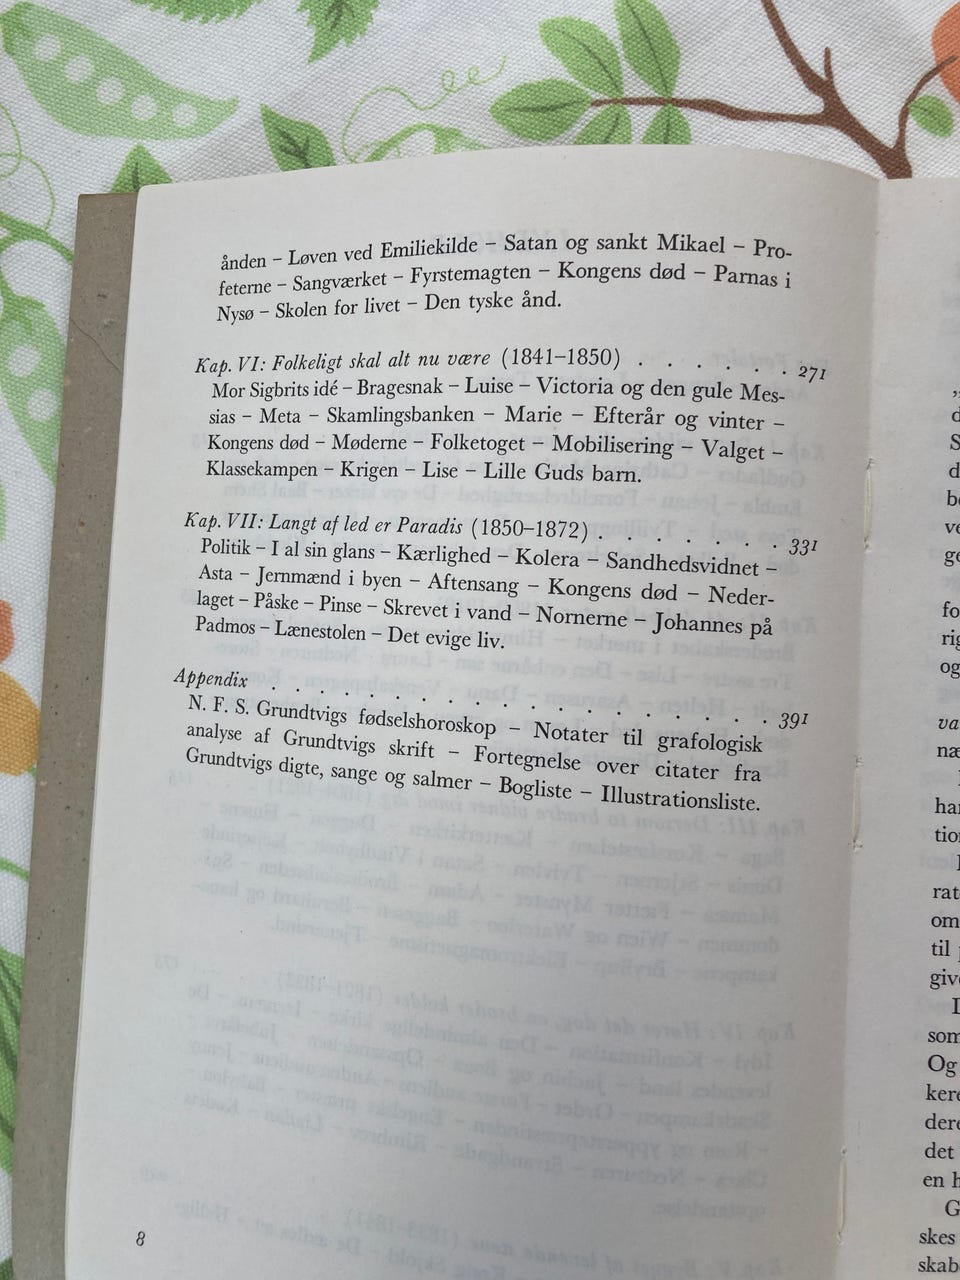 ånden – Løven ved Emiliekilde – Satan og sankt Mikael – Pro-
feterne – Sangværket – Fyrstemagten – Kongens død – Parnas i
Nysø – Skolen for livet – Den tyske ånd.
Kap. VI: Folkeligt skal alt nu være (1841–1850) . . . . . . . 271
Mor Sigbrits idé – Bragesnak – Luise – Victoria og den gule Mes-
sias – Meta – Skamlingsbanken – Marie – Efterår og vinter –
Kongens død – Møderne – Folketoget – Mobilisering – Valget –
Klassekampen – Krigen – Lise – Lille Guds barn.
Kap. VII: Langt af led er Paradis (1850–1872) . . . . . . . . 331
Politik – I al sin glans – Kærlighed – Kolera – Sandhedsvidnet –
Asta – Jernmænd i byen – Aftensang – Kongens død – Neder-
laget – Påske – Pinse – Skrevet i vand – Nornerne – Johannes på
Padmos – Lænestolen – Det evige liv.
Appendix . . . . . . . . . . . . . . . . . . . . . 391
N. F. S. Grundtvigs fødselshoroskop – Notater til grafologisk
analyse af Grundtvigs skrift – Fortegnelse over citater fra
Grundtvigs digte, sange og salmer – Bogliste – Illustrationsliste.
8